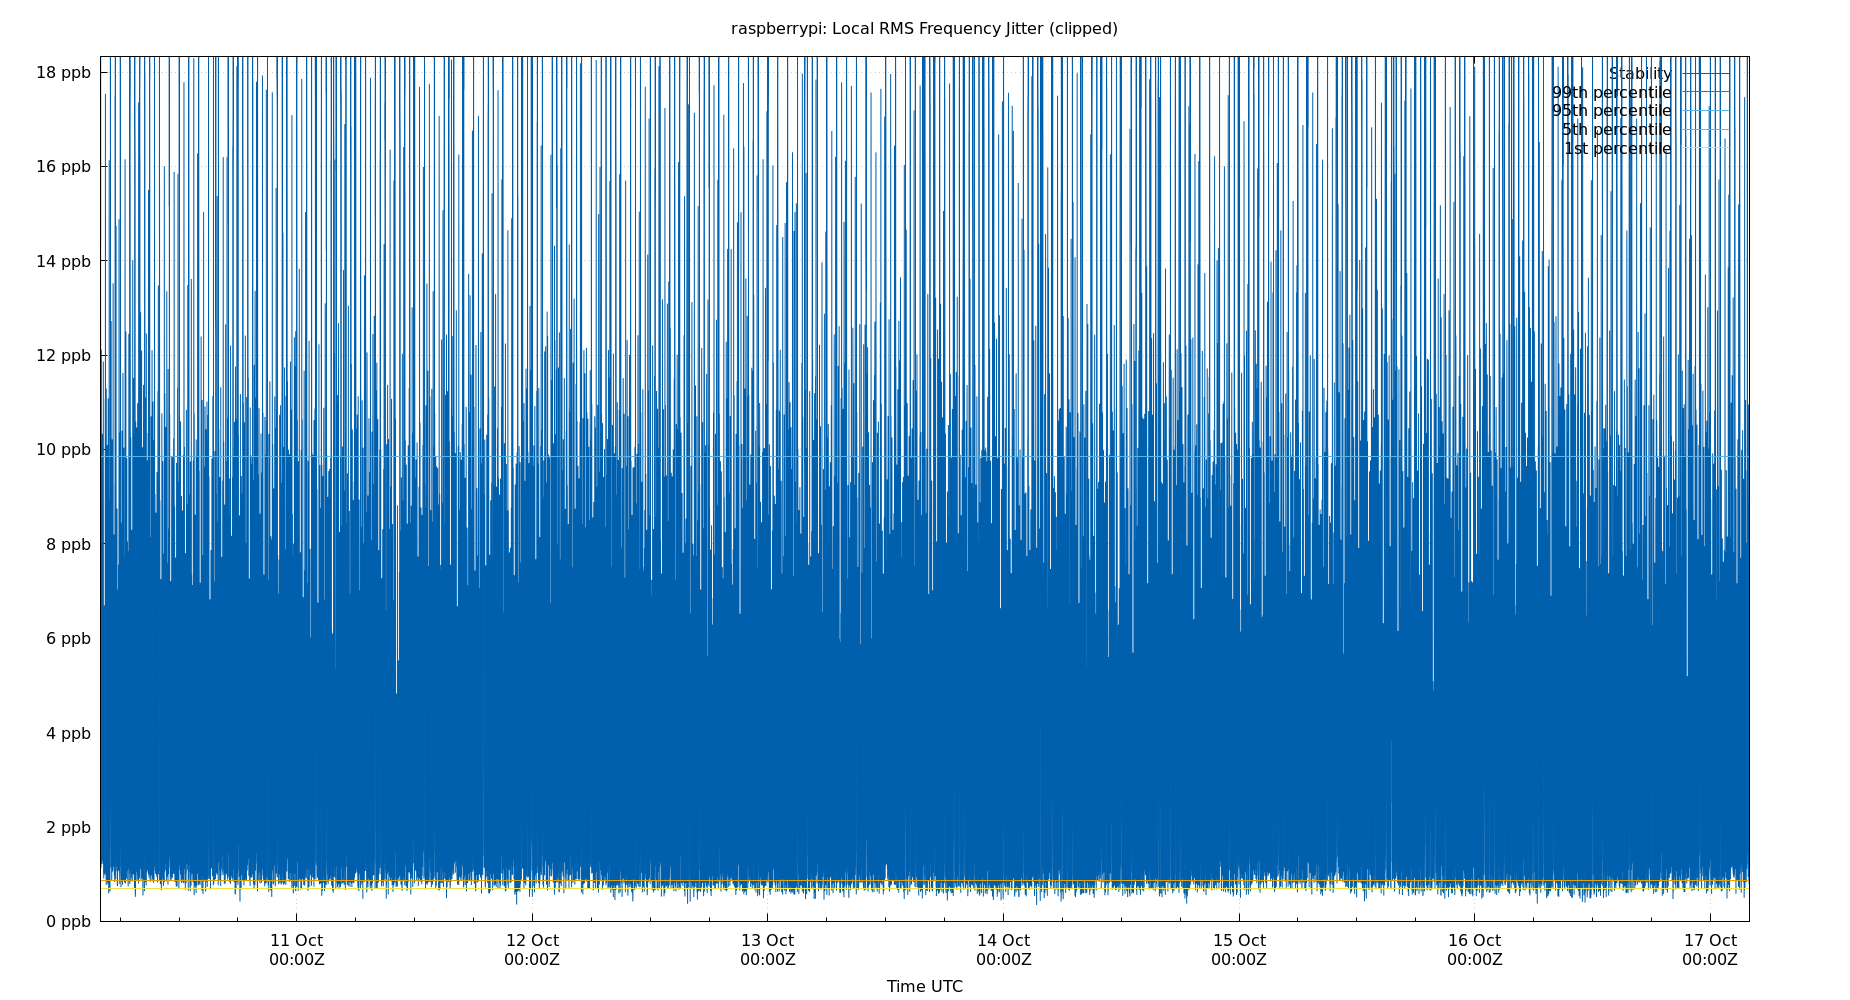 raspberrypi: Local RMS Frequency Jitter (clipped)
18 ppb
16 ppb
14 ppb
12 ppb
10 ppb
8 ppb
6 ppb
4 ppb
2 ppb
0 ppb
Stability
99th percentile
95th percentile
5th percentile
1st percentile
11 Oct
00:00Z
12 Oct
00:00Z
13 Oct
00:00Z
14 Oct
00:00Z
15 Oct
00:00Z
16 Oct
00:00Z
17 Oct
00:00Z
Time UTC